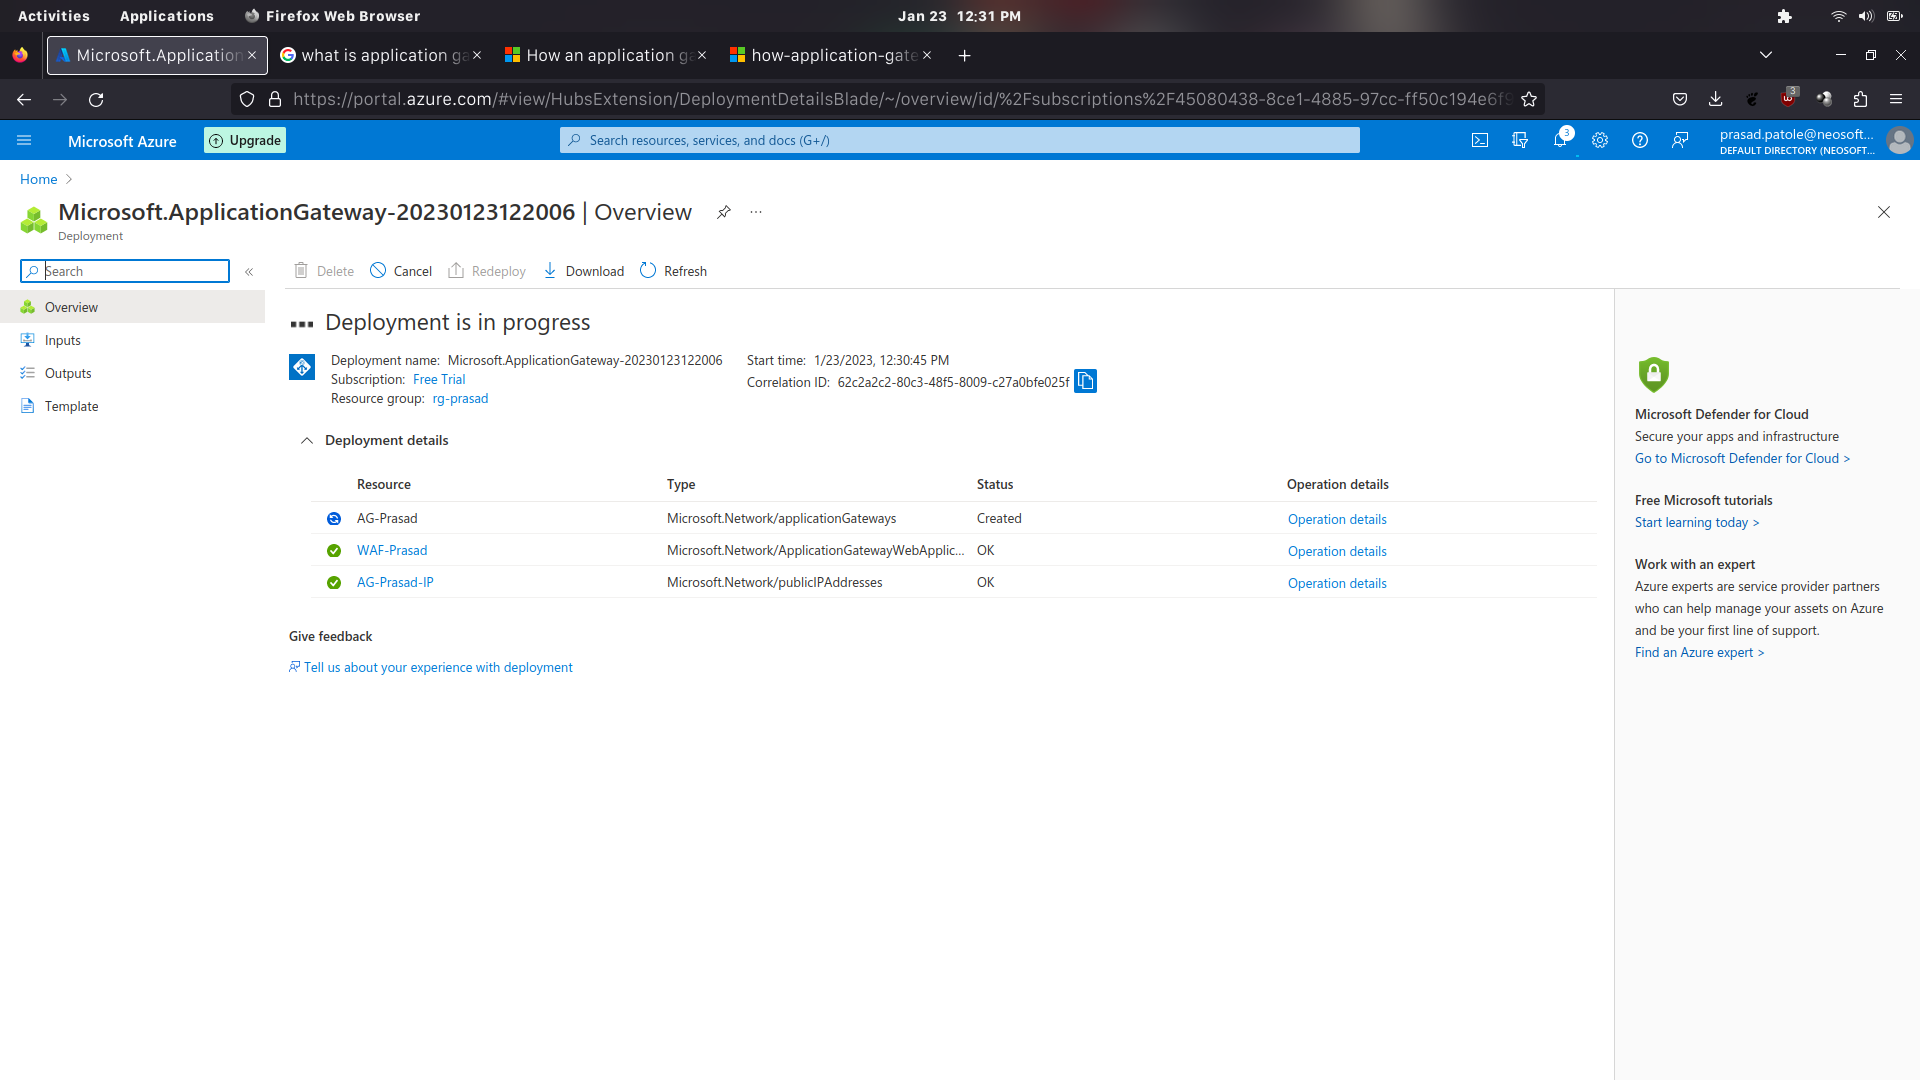 Activities Applications Firefox Web Browser Jan 23 12:31 PM
Microsoft.Application what is application ga How an application ga how-application-gate
https://portal.azure.com/#view/HubsExtension/DeploymentDetailsBlade/~/overview/id/%2Fsubscriptions%2F45080438-8ce1-4885-97cc-ff50c194e6f9 3
Microsoft Azure Upgrade Search resources, services, and docs (G+/) 3 prasad.patole@neosoft...
DEFAULT DIRECTORY (NEOSOFT...
Home
Microsoft.ApplicationGateway-20230123122006 | Overview ...
Deployment
Search
Overview
Inputs
Outputs
Template
Delete Cancel Redeploy Download Refresh
Deployment is in progress
Deployment name: Microsoft.ApplicationGateway-20230123122006 Start time: 1/23/2023, 12:30:45 PM
Subscription: Free Trial Correlation ID: 62c2a2c2-80c3-48f5-8009-c27a0bfe025f
Resource group: rg-prasad
Deployment details
Resource Type Status Operation details
AG-Prasad Microsoft.Network/applicationGateways Created Operation details
WAF-Prasad Microsoft.Network/ApplicationGatewayWebApplic... OK Operation details
AG-Prasad-IP Microsoft.Network/publicIPAddresses OK Operation details
Give feedback
Tell us about your experience with deployment
Microsoft Defender for Cloud
Secure your apps and infrastructure
Go to Microsoft Defender for Cloud >
Free Microsoft tutorials
Start learning today >
Work with an expert
Azure experts are service provider partners
who can help manage your assets on Azure
and be your first line of support.
Find an Azure expert >